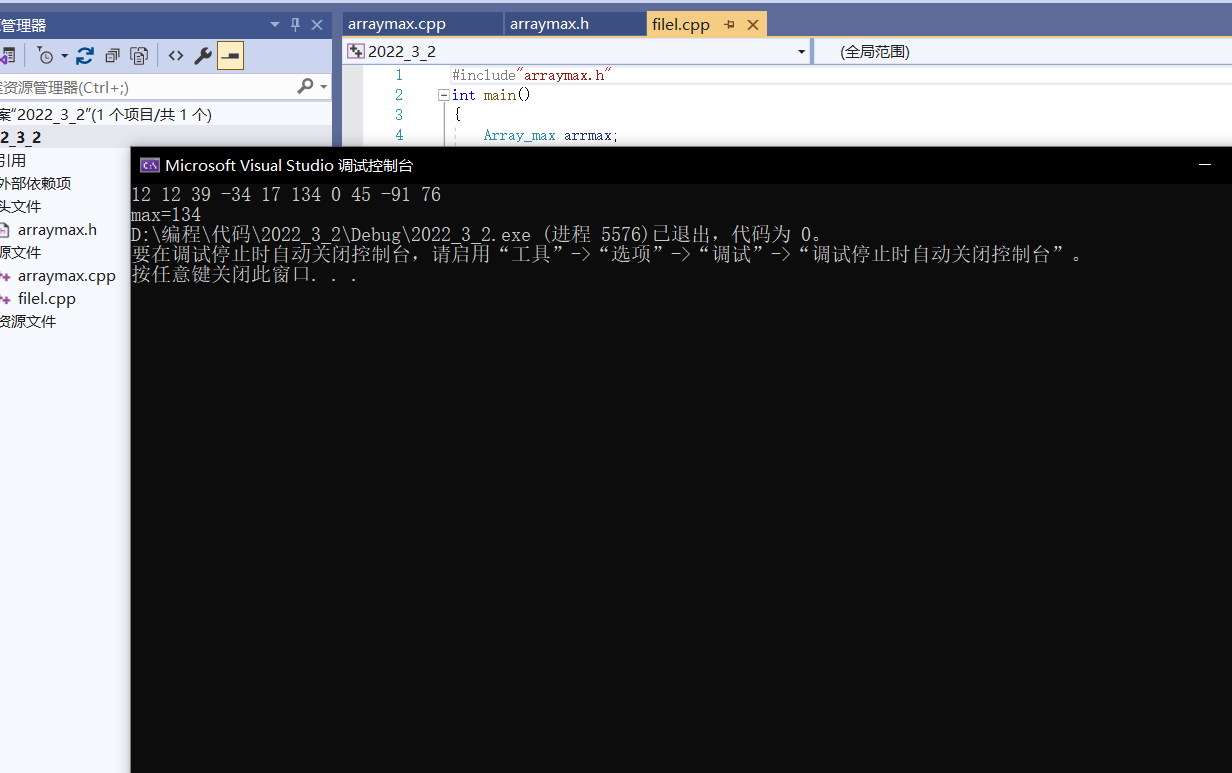 管理器
arraymax.cpp arraymax.h filel.cpp
2022_3_2 (全局范围)
资源管理器(Ctrl+;)
案"2022_3_2"(1 个项目/共 1 个)
2_3_2
引用
外部依赖项
头文件
arraymax.h
源文件
arraymax.cpp
filel.cpp
资源文件
1 #include"arraymax.h"
2 int main()
3 {
4 Array_max arrmax;
Microsoft Visual Studio 调试控制台
12 12 39 -34 17 134 0 45 -91 76
max=134
D:\编程\代码\2022_3_2\Debug\2022_3_2.exe (进程 5576)已退出，代码为 0。
要在调试停止时自动关闭控制台，请启用“工具”->“选项”->“调试”->“调试停止时自动关闭控制台”。
按任意键关闭此窗口. . .